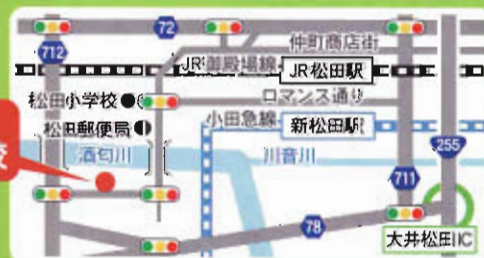 72
712
仲町商店街
JR御殿場線
JR松田駅
松田小学校
ロマンス通り
松田郵便局
小田急線
新松田駅
255
校
酒匂川
川音川
711
78
大井松田IC